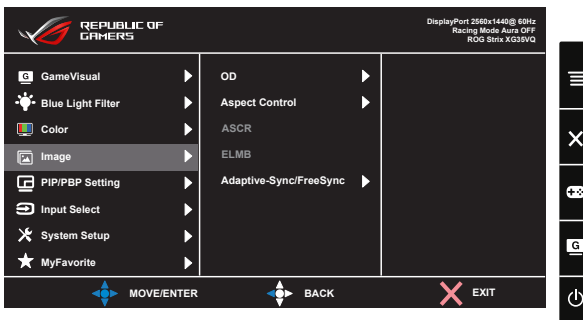 REPUBLIC OF
GAMERS
DisplayPort 2560x1440@ 60Hz
Racing Mode Aura OFF
ROG Strix XG35VQ
G GameVisual
Blue Light Filter
Color
Image
PIP/PBP Setting
Input Select
System Setup
MyFavorite
OD
Aspect Control
ASCR
ELMB
Adaptive-Sync/FreeSync
MOVE/ENTER
BACK
EXIT
G